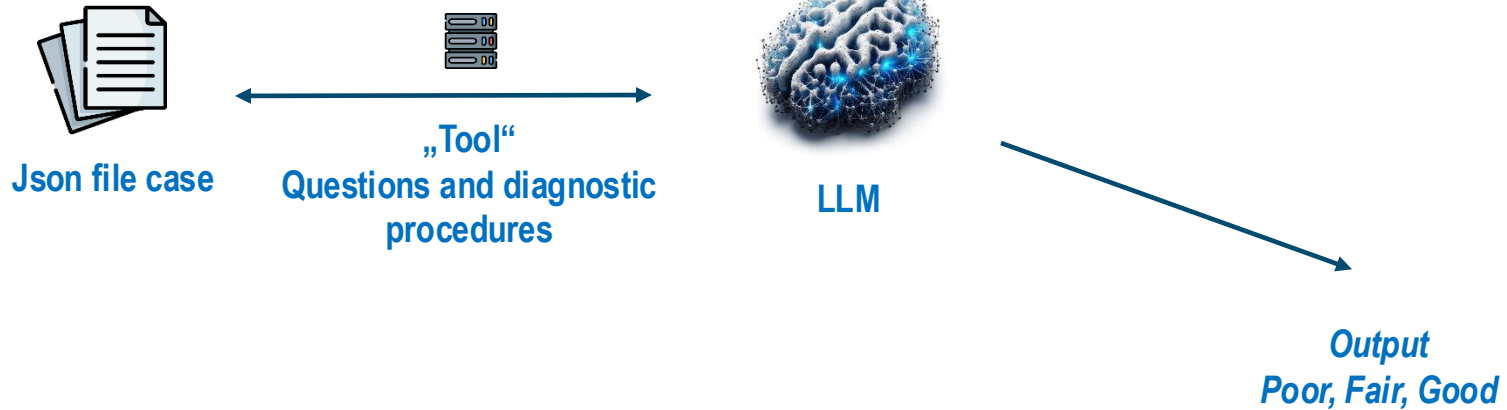 Json file case
„Tool“
Questions and diagnostic
procedures
LLM
Output
Poor, Fair, Good